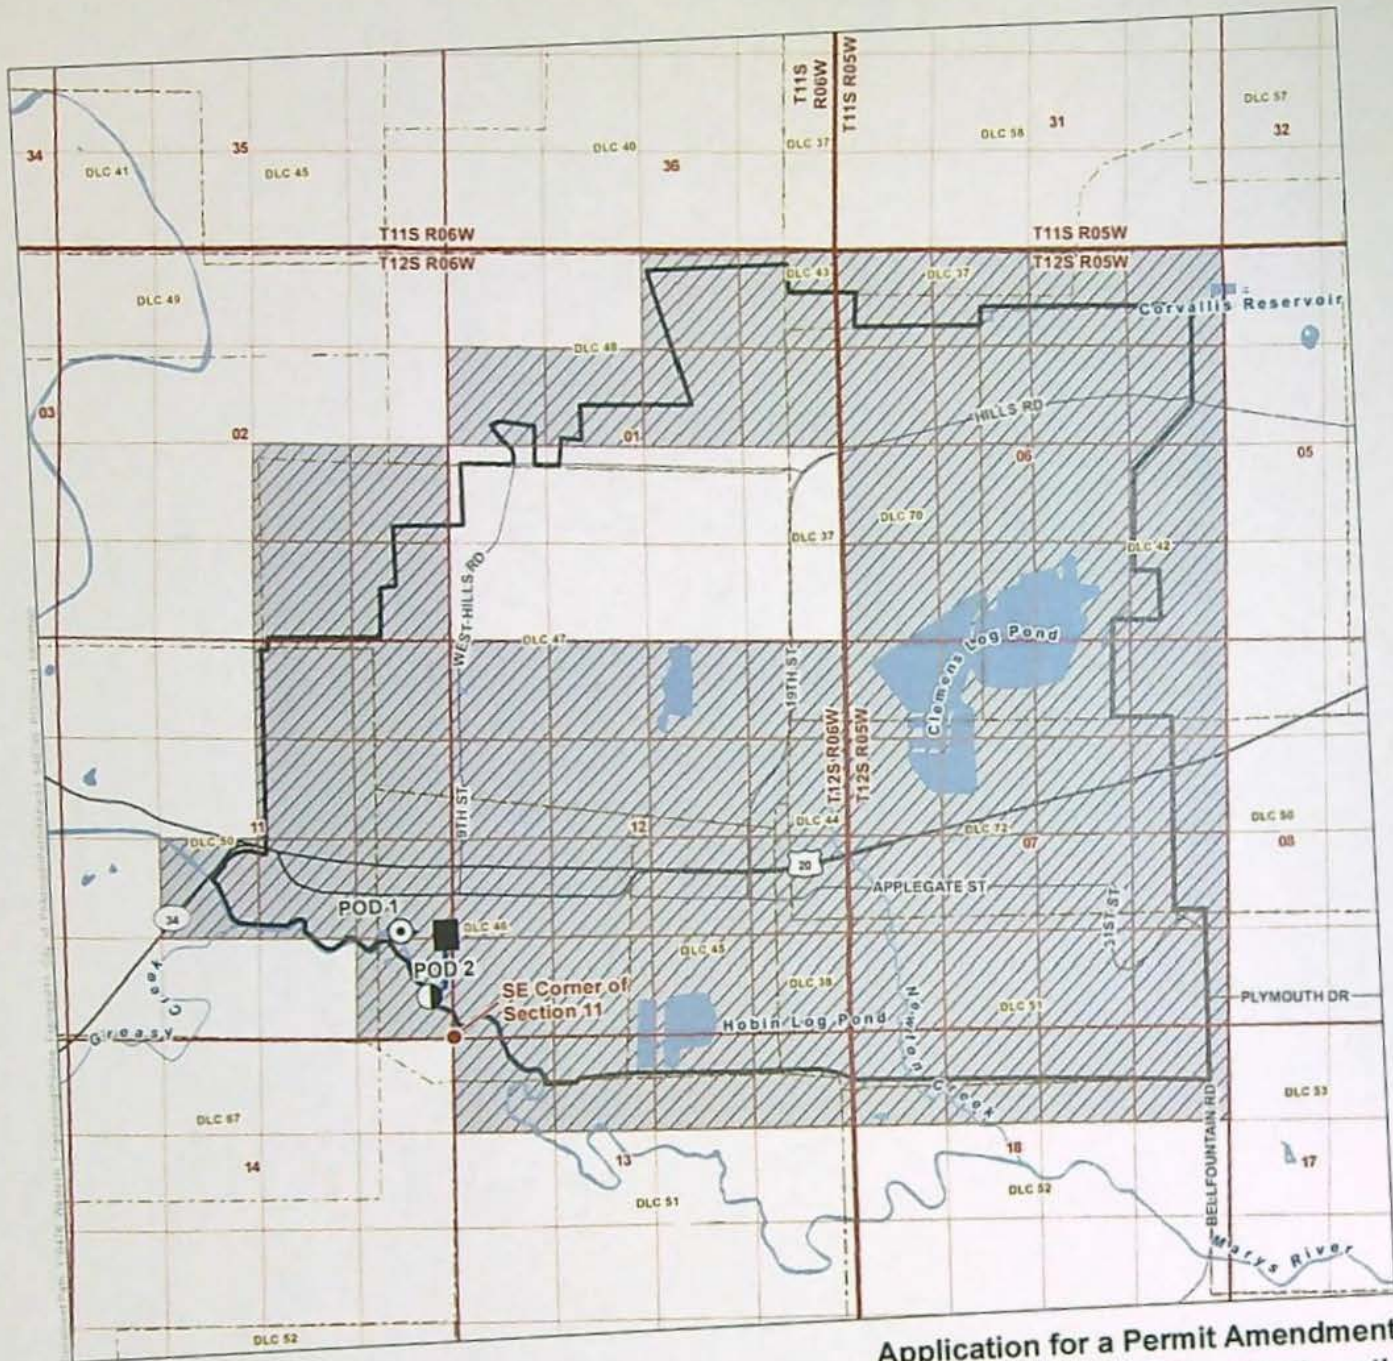 T11S
R06W
T11S R05W
DLC 57
34
35
DLC 40
DLC 37
DLC 58
31
32
DLC 41
DLC 45
36
T11S R06W
T11S R05W
T12S R06W
T12S R05W
DLC 43
DLC 37
DLC 49
Corvallis Reservoir
DLC 48
03
02
01
HILLS RD
06
05
DLC 70
DLC 37
DLC 42
WEST HILLS RD
DLC 47
19TH ST
Clemens Log Pond
T12S R06W
T12S R05W
9TH ST
11
12
DLC 44
DLC 72
DLC 50
07
08
20
APPLEGATE ST
31ST ST
34
POD 1
DLC 46
DLC 45
POD 2
DLC 38
SE Corner of
Section 11
DLC 51
PLYMOUTH DR
Greasy Creek
Hobin Log Pond
Newton Creek
DLC 53
DLC 67
BELLFOUNTAIN RD
14
13
18
17
DLC 51
DLC 52
Marys River
DLC 52
Application for a Permit Amendment